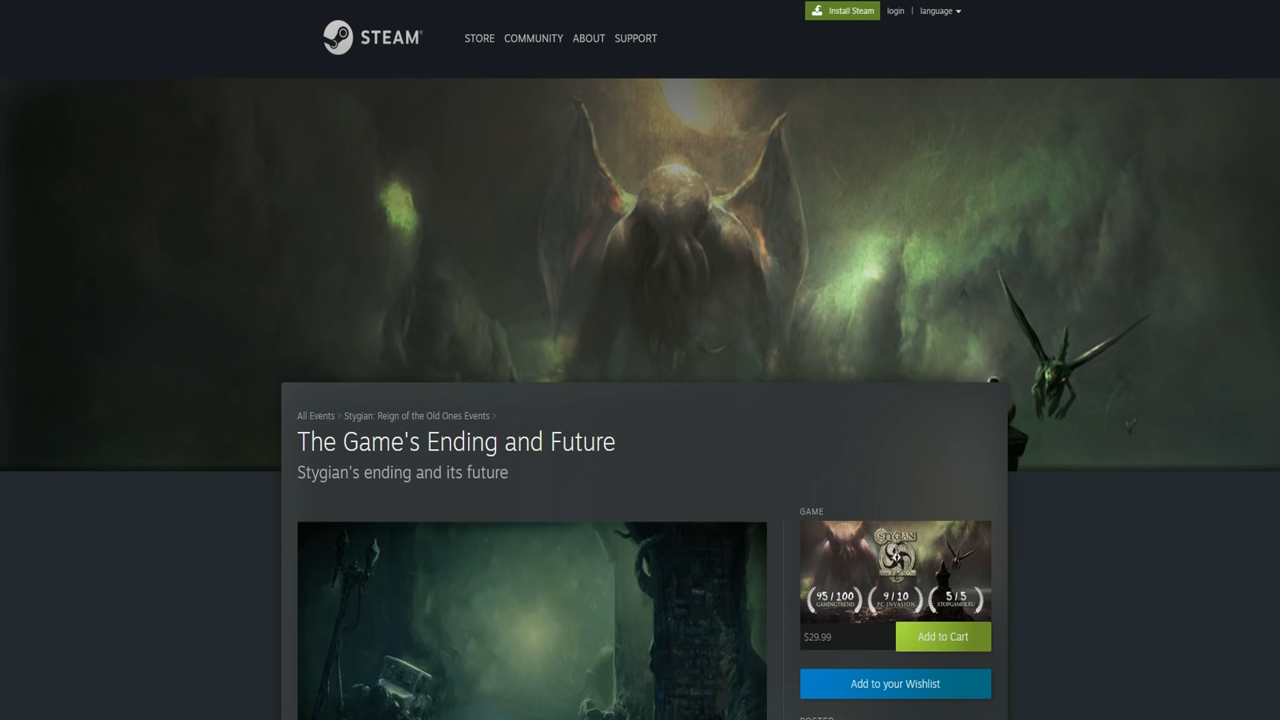 Install Steam
login | language
STEAM®
STORE COMMUNITY ABOUT SUPPORT
All Events > Stygian: Reign of the Old Ones Events >
The Game's Ending and Future
Stygian's ending and its future
GAME
STYGIAN
95 / 100 9 / 10 5 / 5
GAMINGTREND PC INVASION STOPGAMER.RU
$29.99 Add to Cart
Add to your Wishlist
POSTED